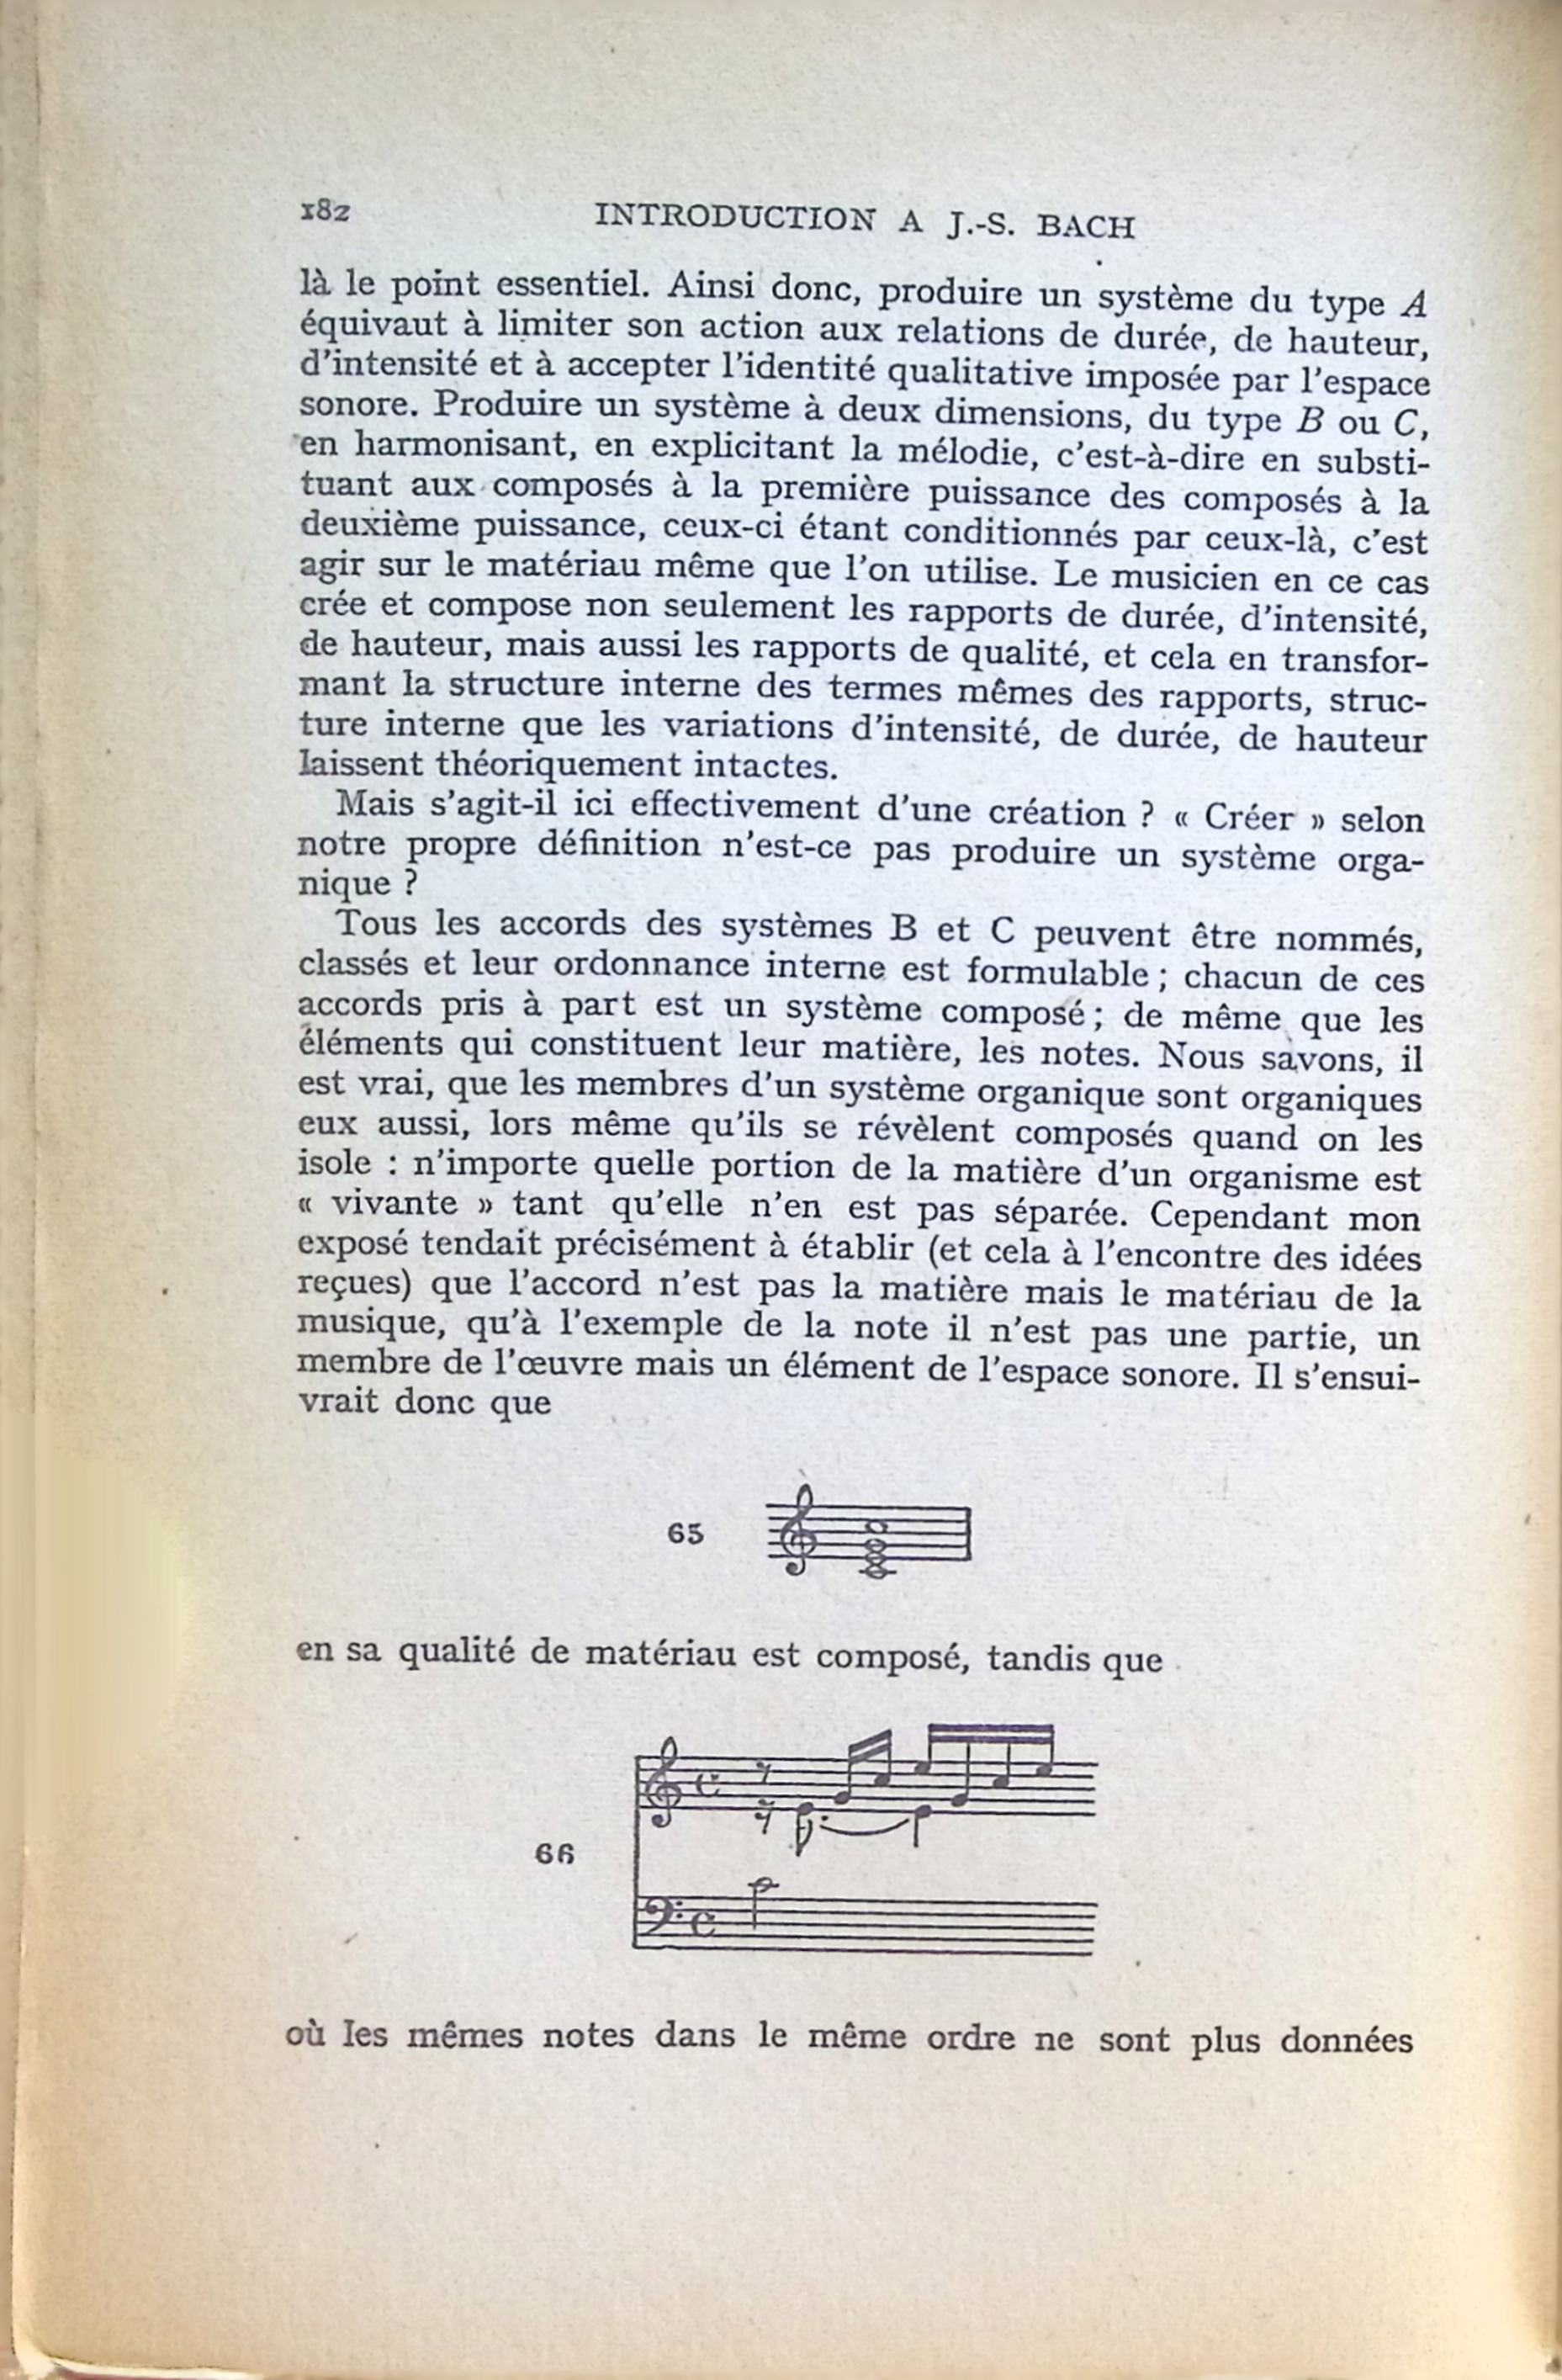 182
INTRODUCTION A J.-S. BACH
là le point essentiel. Ainsi donc, produire un système du type A
équivaut à limiter son action aux relations de durée, de hauteur,
d'intensité et à accepter l'identité qualitative imposée par l'espace
sonore. Produire un système à deux dimensions, du type B ou C,
en harmonisant, en explicitant la mélodie, c'est-à-dire en substi-
tuant aux composés à la première puissance des composés à la
deuxième puissance, ceux-ci étant conditionnés par ceux-là, c'est
agir sur le matériau même que l'on utilise. Le musicien en ce cas
crée et compose non seulement les rapports de durée, d'intensité,
de hauteur, mais aussi les rapports de qualité, et cela en transfor-
mant la structure interne des termes mêmes des rapports, struc-
ture interne que les variations d'intensité, de durée, de hauteur
laissent théoriquement intactes.
Mais s'agit-il ici effectivement d'une création ? « Créer » selon
notre propre définition n'est-ce pas produire un système orga-
nique ?
Tous les accords des systèmes B et C peuvent être nommés,
classés et leur ordonnance interne est formulable ; chacun de ces
accords pris à part est un système composé ; de même que les
éléments qui constituent leur matière, les notes. Nous savons, il
est vrai, que les membres d'un système organique sont organiques
eux aussi, lors même qu'ils se révèlent composés quand on les
isole : n'importe quelle portion de la matière d'un organisme est
« vivante » tant qu'elle n'en est pas séparée. Cependant mon
exposé tendait précisément à établir (et cela à l'encontre des idées
reçues) que l'accord n'est pas la matière mais le matériau de la
musique, qu'à l'exemple de la note il n'est pas une partie, un
membre de l'œuvre mais un élément de l'espace sonore. Il s'ensui-
vrait donc que
65
en sa qualité de matériau est composé, tandis que
66
où les mêmes notes dans le même ordre ne sont plus données